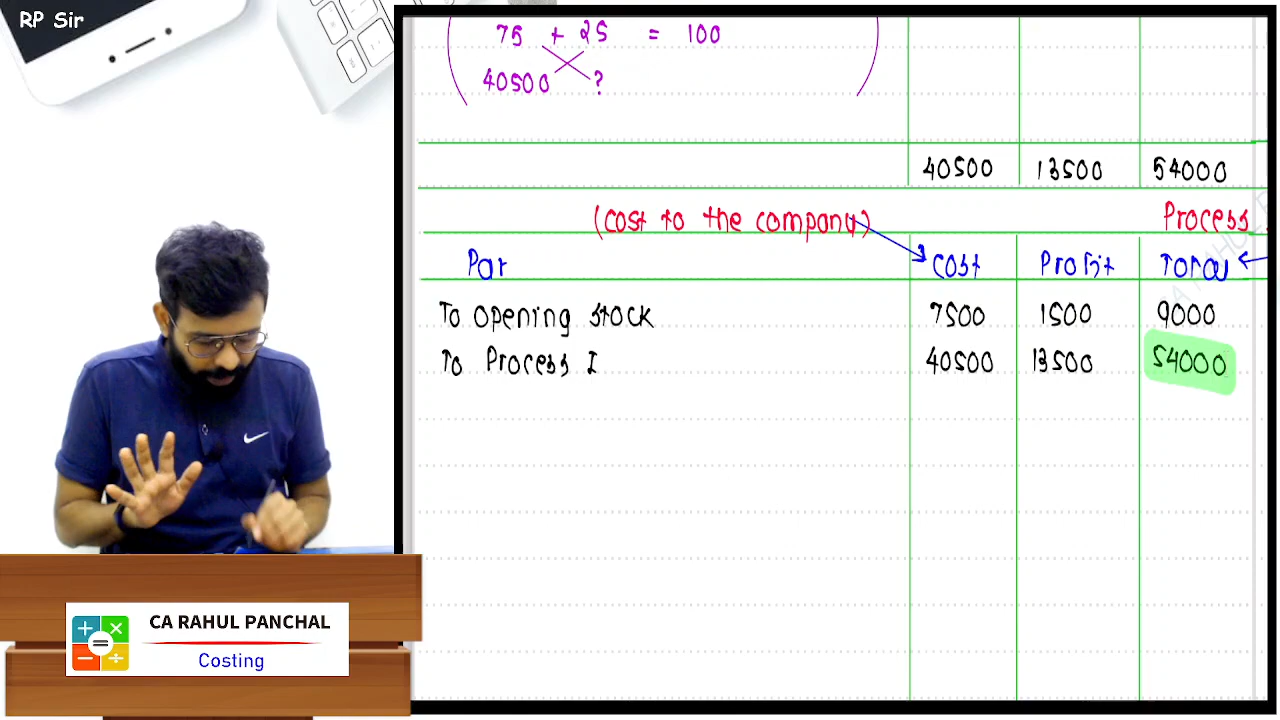 RP Sir
75 + 25 = 100
40500 ?
40500 13500 54000
(Cost to the company) Process
Par Cost Profit Total
To Opening Stock 7500 1500 9000
To Process I 40500 13500 54000
CA RAHUL PANCHAL
Costing